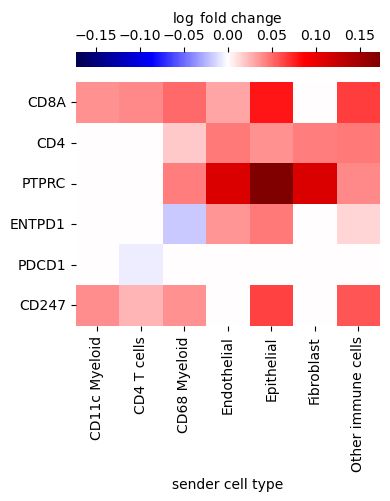 log fold change
−0.15 −0.10 −0.05 0.00 0.05 0.10 0.15
CD8A
CD4
PTPRC
ENTPD1
PDCD1
CD247
CD11c Myeloid
CD4 T cells
CD68 Myeloid
Endothelial
Epithelial
Fibroblast
Other immune cells
sender cell type